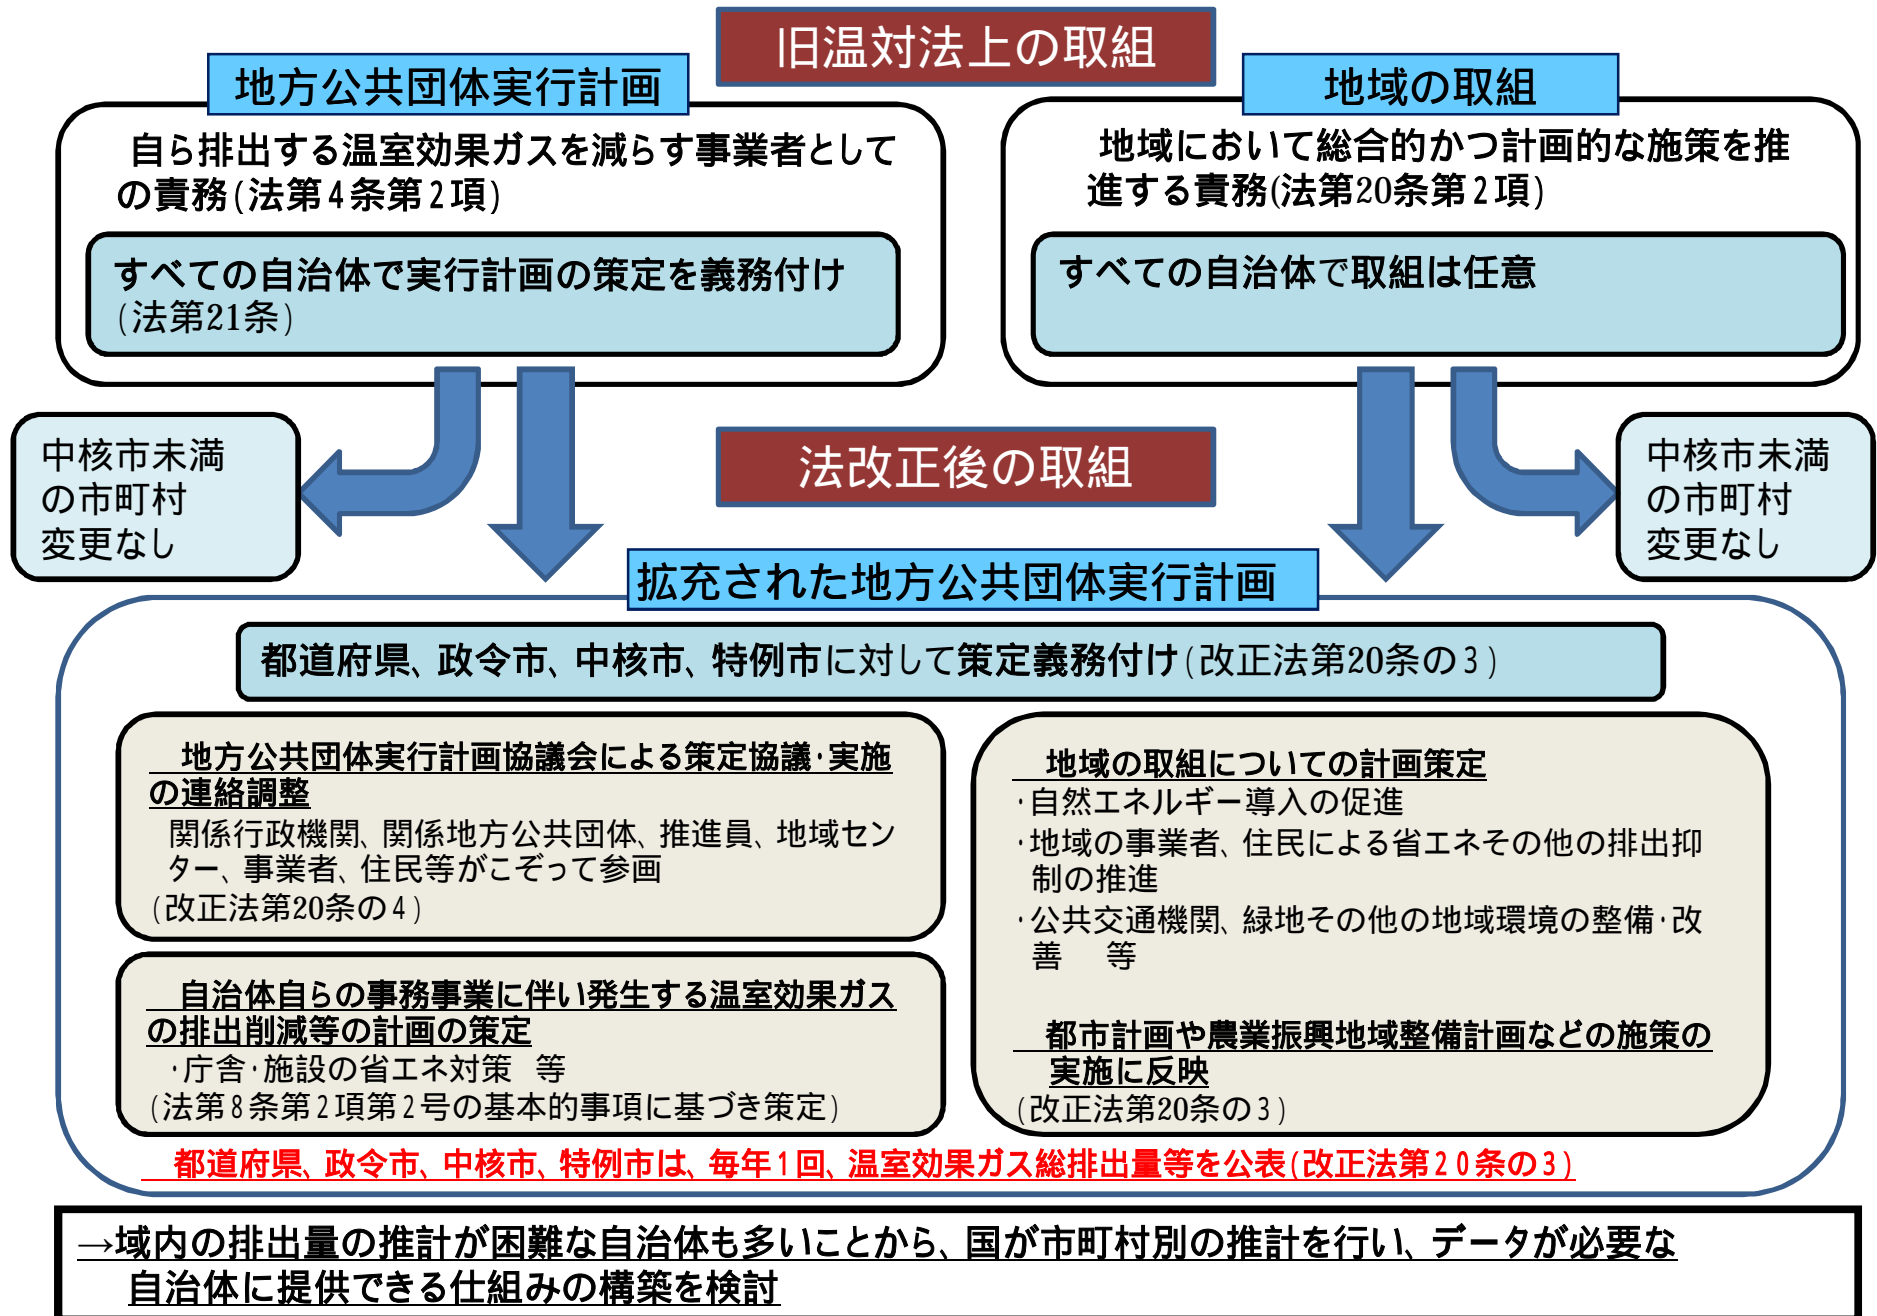 旧温対法上の取組
地方公共団体実行計画
自ら排出する温室効果ガスを減らす事業者として
の責務(法第4条第2項)
すべての自治体で実行計画の策定を義務付け
(法第21条)
地域の取組
地域において総合的かつ計画的な施策を推
進する責務(法第20条第2項)
すべての自治体で取組は任意
中核市未満
の市町村
変更なし
法改正後の取組
中核市未満
の市町村
変更なし
拡充された地方公共団体実行計画
都道府県、政令市、中核市、特例市に対して策定義務付け(改正法第20条の3)
地方公共団体実行計画協議会による策定協議・実施
の連絡調整
関係行政機関、関係地方公共団体、推進員、地域セン
ター、事業者、住民等がこぞって参画
(改正法第20条の4)
自治体自らの事務事業に伴い発生する温室効果ガス
の排出削減等の計画の策定
・庁舎・施設の省エネ対策 等
(法第8条第2項第2号の基本的事項に基づき策定)
地域の取組についての計画策定
・自然エネルギー導入の促進
・地域の事業者、住民による省エネその他の排出抑
制の推進
・公共交通機関、緑地その他の地域環境の整備・改
善 等
都市計画や農業振興地域整備計画などの施策の
実施に反映
(改正法第20条の3)
都道府県、政令市、中核市、特例市は、毎年1回、温室効果ガス総排出量等を公表(改正法第20条の3)
→域内の排出量の推計が困難な自治体も多いことから、国が市町村別の推計を行い、データが必要な
自治体に提供できる仕組みの構築を検討